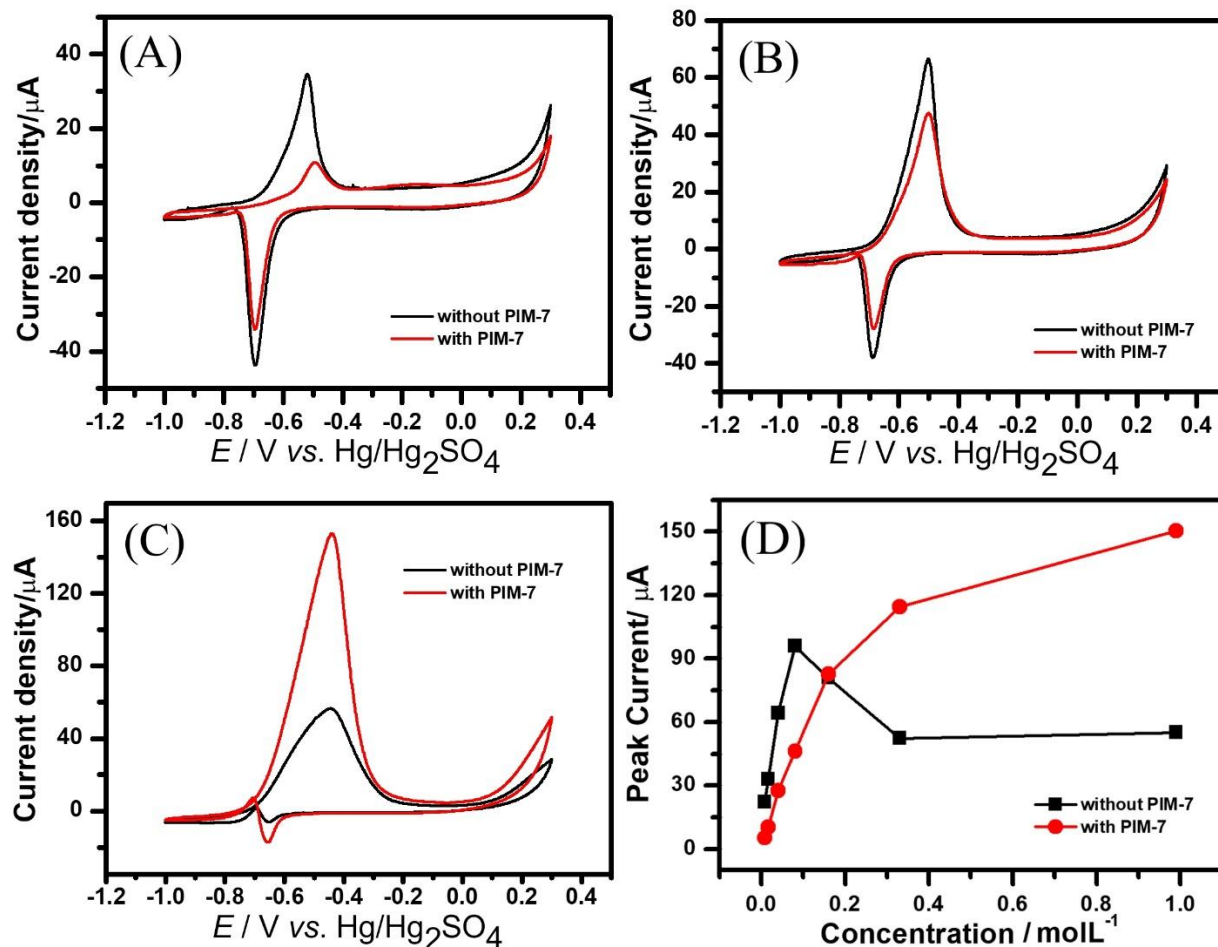 (A)
Current density/μA
40
20
0
-20
-40
without PIM-7
with PIM-7
-1.2 -1.0 -0.8 -0.6 -0.4 -0.2 0.0 0.2 0.4
E / V vs. Hg/Hg2SO4
(B)
Current density/μA
80
60
40
20
0
-20
-40
without PIM-7
with PIM-7
-1.2 -1.0 -0.8 -0.6 -0.4 -0.2 0.0 0.2 0.4
E / V vs. Hg/Hg2SO4
(C)
Current density/μA
160
120
80
40
0
without PIM-7
with PIM-7
-1.2 -1.0 -0.8 -0.6 -0.4 -0.2 0.0 0.2 0.4
E / V vs. Hg/Hg2SO4
(D)
Peak Current/ μA
150
120
90
60
30
0
without PIM-7
with PIM-7
0.0 0.2 0.4 0.6 0.8 1.0
Concentration / molL-1